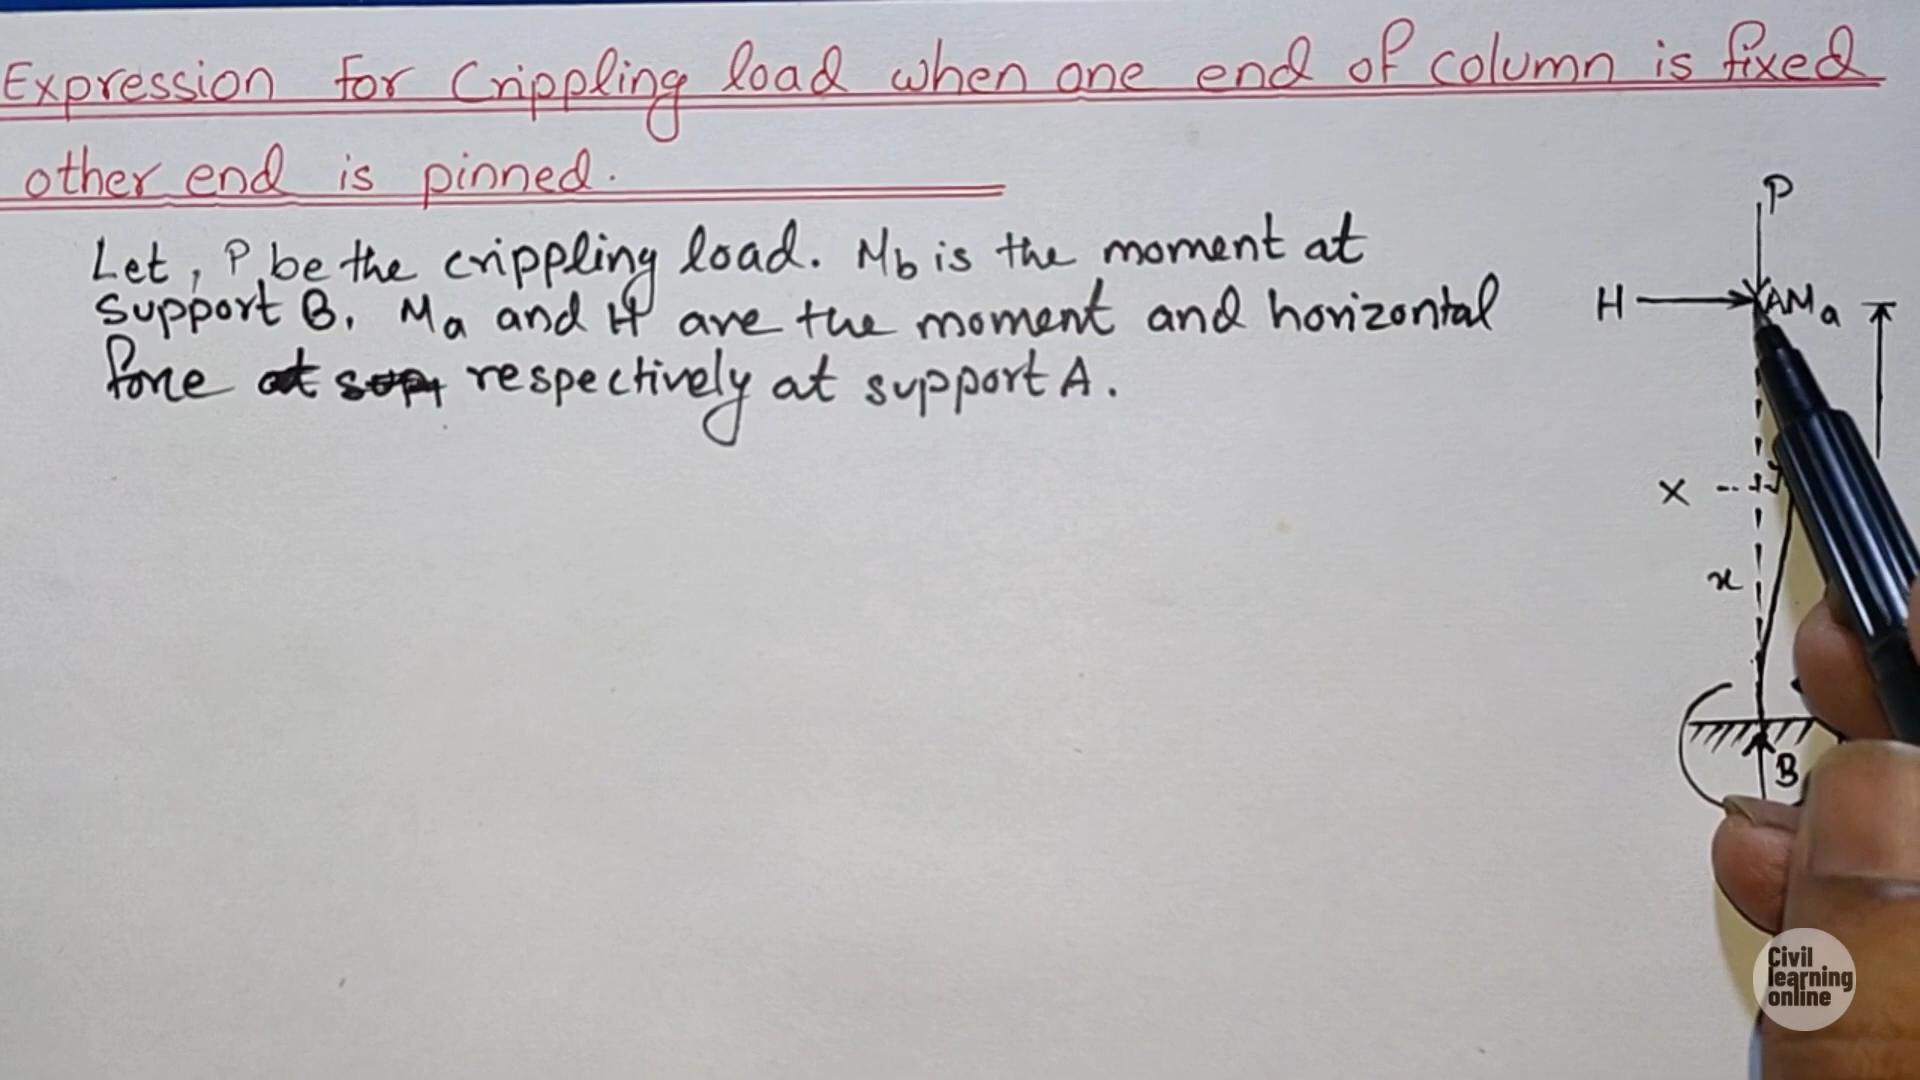 Expression for Crippling load when one end of column is fixed
other end is pinned.
Let, P be the crippling load. Mb is the moment at
support B. Ma and H are the moment and horizontal
force at supt respectively at support A.
P
H
A Ma
X
y
x
B
Civil
learning
online